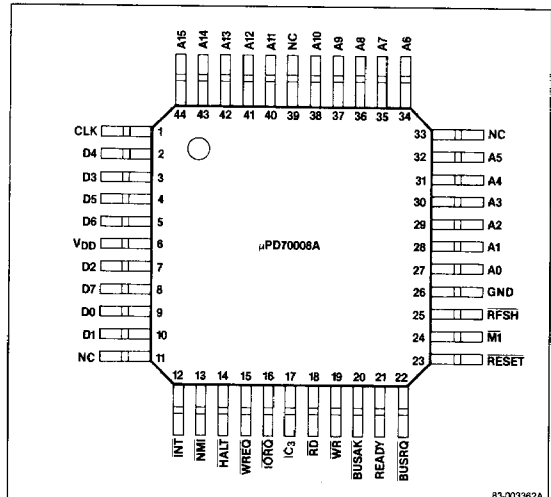 A15 A14 A13 A12 A11 NC A10 A9 A8 A7 A6
44 43 42 41 40 39 38 37 36 35 34
CLK 1 33 NC
D4 2 32 A5
D3 3 31 A4
D5 4 30 A3
D6 5 29 A2
VDD 6 28 A1
D2 7 27 A0
D7 8 26 GND
D0 9 25 RFSH
D1 10 24 M1
NC 11 23 RESET
μPD70008A
12 13 14 15 16 17 18 19 20 21 22
INT NMI HALT WREQ IORQ IC3 RD WR BUSAK READY BUSRQ
83-003362A